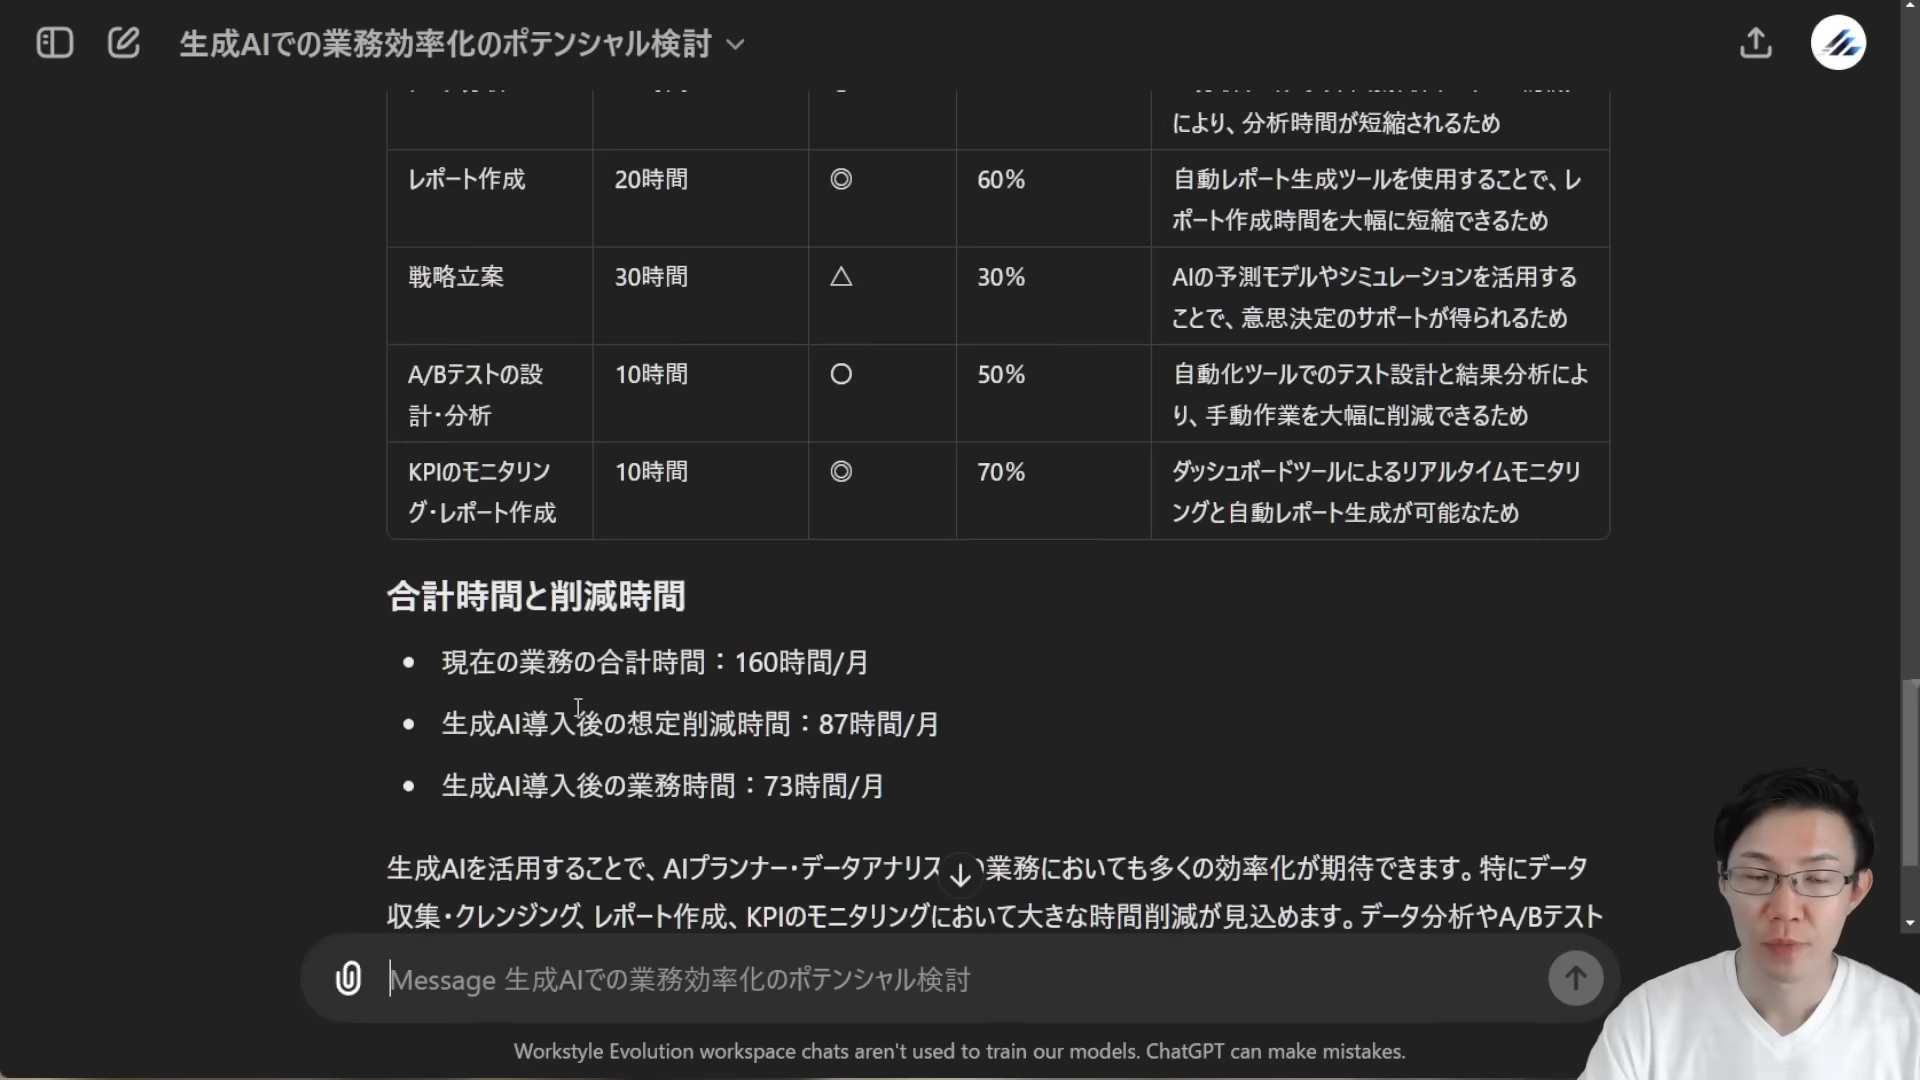 生成AIでの業務効率化のポテンシャル検討
により、分析時間が短縮されるため
レポート作成
20時間
◎
60%
自動レポート生成ツールを使用することで、レ
ポート作成時間を大幅に短縮できるため
戦略立案
30時間
△
30%
AIの予測モデルやシミュレーションを活用する
ことで、意思決定のサポートが得られるため
A/Bテストの設
計・分析
10時間
○
50%
自動化ツールでのテスト設計と結果分析によ
り、手動作業を大幅に削減できるため
KPIのモニタリン
グ・レポート作成
10時間
◎
70%
ダッシュボードツールによるリアルタイムモニタリ
ングと自動レポート生成が可能なため
合計時間と削減時間
• 現在の業務の合計時間：160時間/月
• 生成AI導入後の想定削減時間：87時間/月
• 生成AI導入後の業務時間：73時間/月
生成AIを活用することで、AIプランナー・データアナリス 業務においても多くの効率化が期待できます。特にデータ
収集・クレンジング、レポート作成、KPIのモニタリングにおいて大きな時間削減が見込めます。データ分析やA/Bテスト
Message 生成AIでの業務効率化のポテンシャル検討
Workstyle Evolution workspace chats aren't used to train our models. ChatGPT can make mistakes.